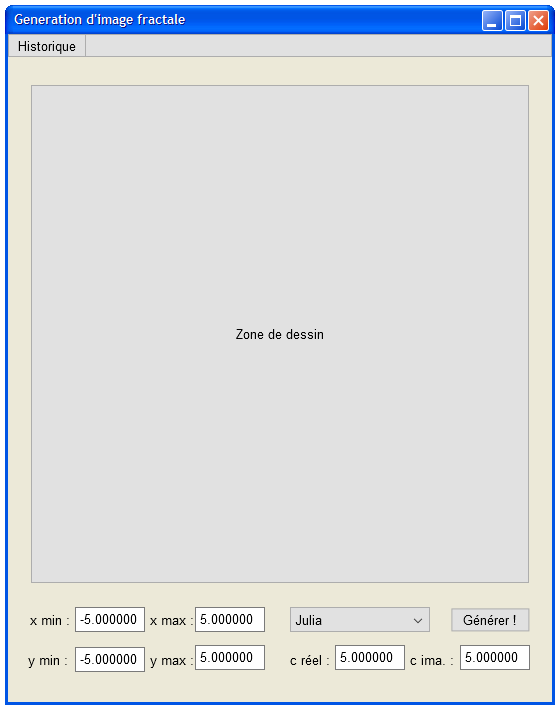 Generation d'image fractale
Historique
Zone de dessin
x min : -5.000000 x max : 5.000000 Julia Générer !
y min : -5.000000 y max : 5.000000 c réel : 5.000000 c ima. : 5.000000